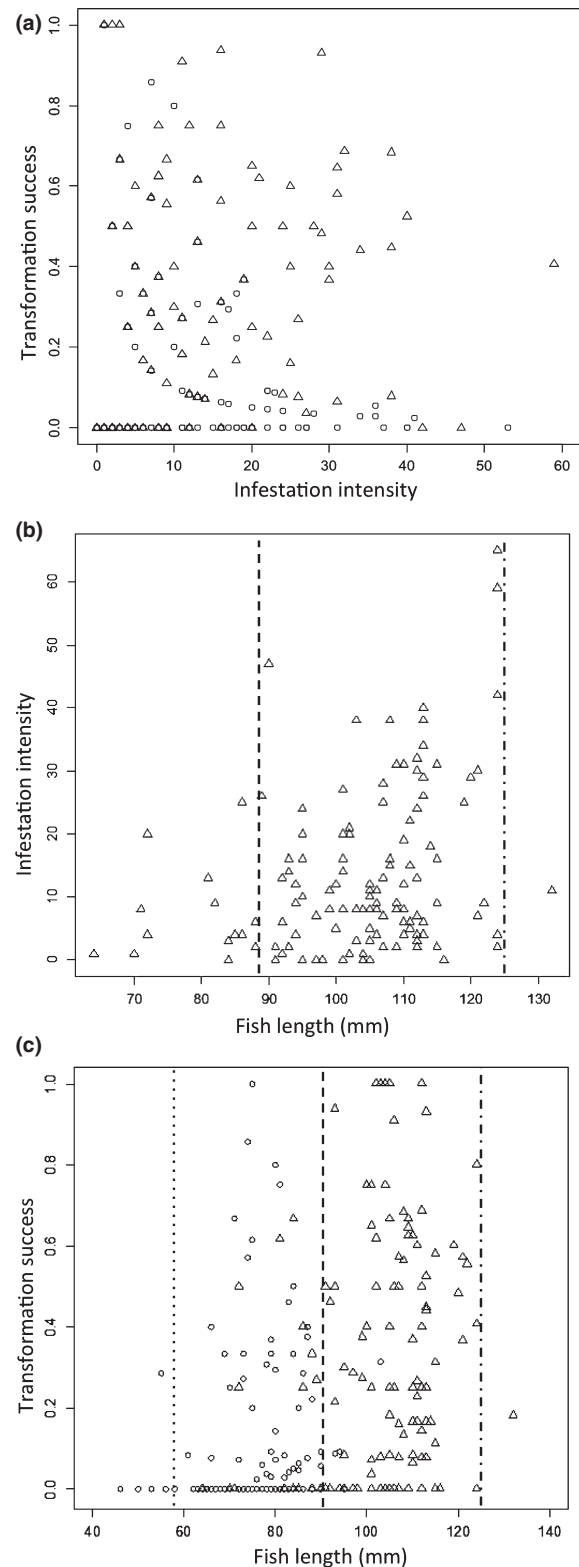 (a)
1.0
0.8
0.6
0.4
0.2
0.0
Transformation success
0 10 20 30 40 50 60
Infestation intensity
(b)
60
50
40
30
20
10
0
Infestation intensity
70 80 90 100 110 120 130
Fish length (mm)
(c)
1.0
0.8
0.6
0.4
0.2
0.0
Transformation success
40 60 80 100 120 140
Fish length (mm)